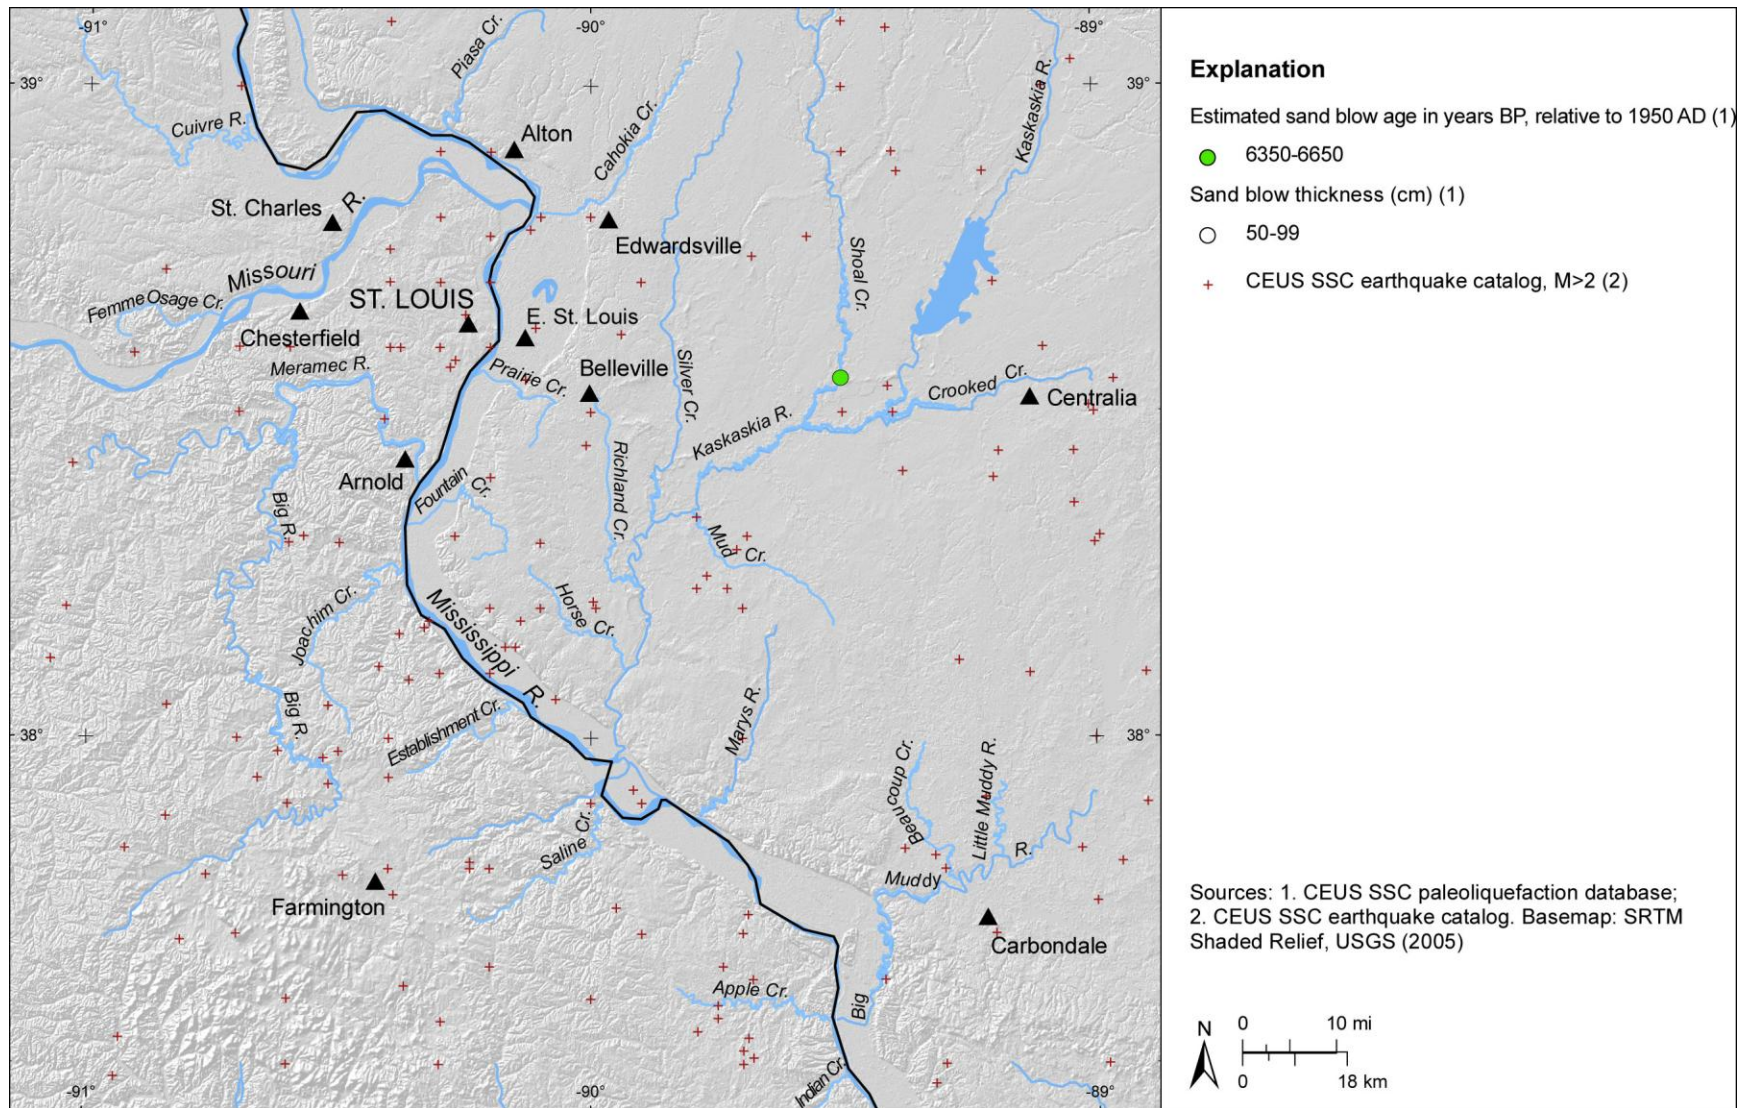 -91°
-90°
-89°
39°
39°
Piasa Cr.
Cuivre R.
Alton
Cahokia Cr.
Kaskaskia R.
St. Charles
R.
Edwardsville
Missouri
Shoal Cr.
Femme Osage Cr.
ST. LOUIS
E. St. Louis
Chesterfield
Meramec R.
Prairie Cr.
Belleville
Silver Cr.
Crooked Cr.
Centralia
Kaskaskia R.
Arnold
Fountain Cr.
Richland Cr.
Big R.
Mud Cr.
Joachim Cr.
Horse Cr.
Mississippi R.
Big R.
Establishment Cr.
Marys R.
38°
38°
Beaucoup Cr.
Little Muddy R.
R.
Saline Cr.
Muddy
Farmington
Carbondale
Apple Cr.
Big
Indian Cr.
-91°
-90°
-89°
Explanation
Estimated sand blow age in years BP, relative to 1950 AD (1)
6350-6650
Sand blow thickness (cm) (1)
50-99
CEUS SSC earthquake catalog, M>2 (2)
Sources: 1. CEUS SSC paleoliquefaction database;
2. CEUS SSC earthquake catalog. Basemap: SRTM
Shaded Relief, USGS (2005)
N
0 10 mi
0 18 km